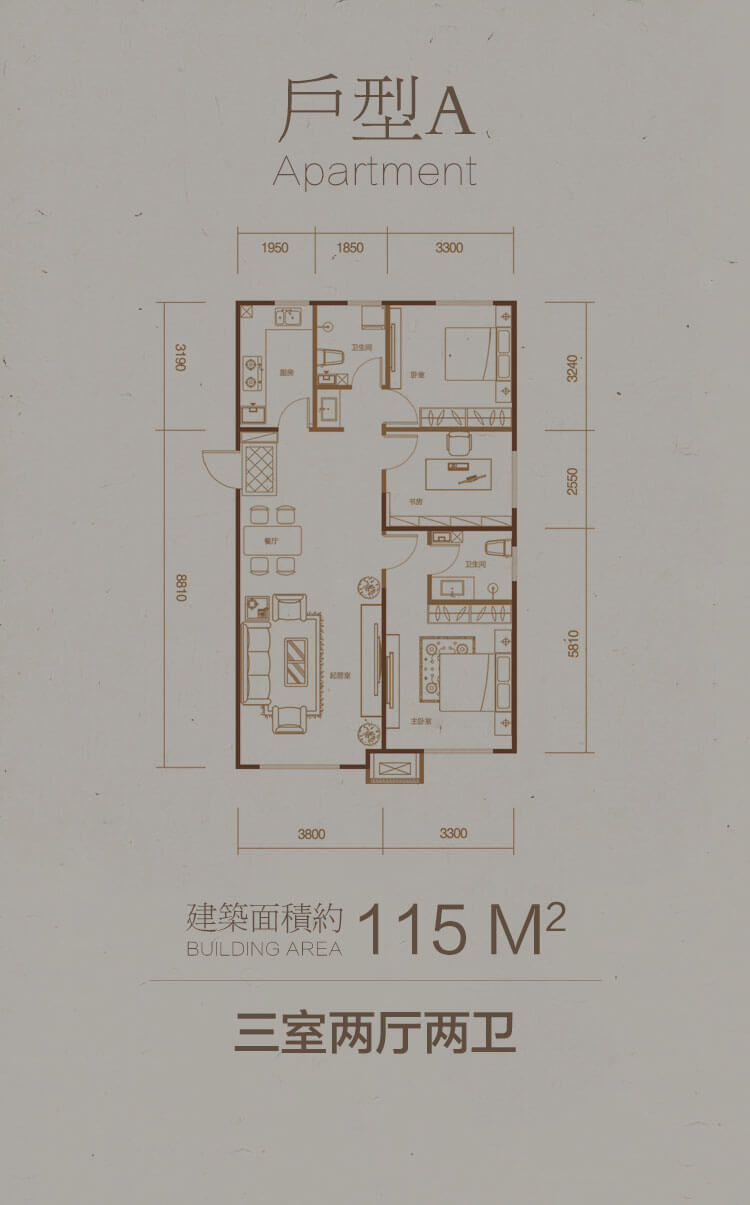 戶型A
Apartment
1950 1850 3300
3190
3240
卫生间
厨房
卧室
2550
书房
餐厅
卫生间
8810
5810
起居室
主卧室
3800 3300
建築面積約 115 M²
BUILDING AREA
三室两厅两卫